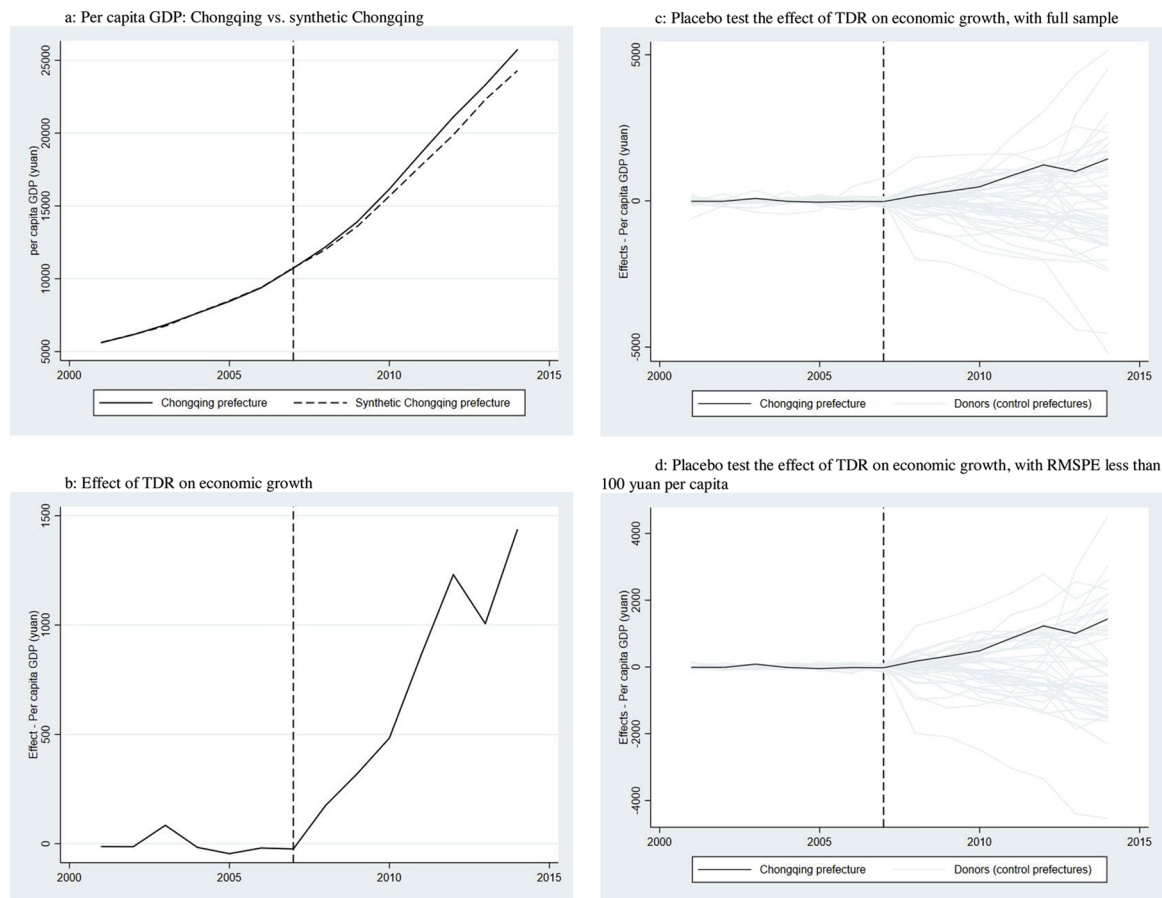 a: Per capita GDP: Chongqing vs. synthetic Chongqing
per capita GDP (yuan)
25000
20000
15000
10000
5000
2000
2005
2010
2015
Chongqing prefecture
Synthetic Chongqing prefecture
b: Effect of TDR on economic growth
Effect - Per capita GDP (yuan)
1500
1000
500
0
2000
2005
2010
2015
c: Placebo test the effect of TDR on economic growth, with full sample
Effects - Per capita GDP (yuan)
5000
0
-5000
2000
2005
2010
2015
Chongqing prefecture
Donors (control prefectures)
d: Placebo test the effect of TDR on economic growth, with RMSPE less than
100 yuan per capita
Effects - Per capita GDP (yuan)
4000
2000
0
-2000
-4000
2000
2005
2010
2015
Chongqing prefecture
Donors (control prefectures)